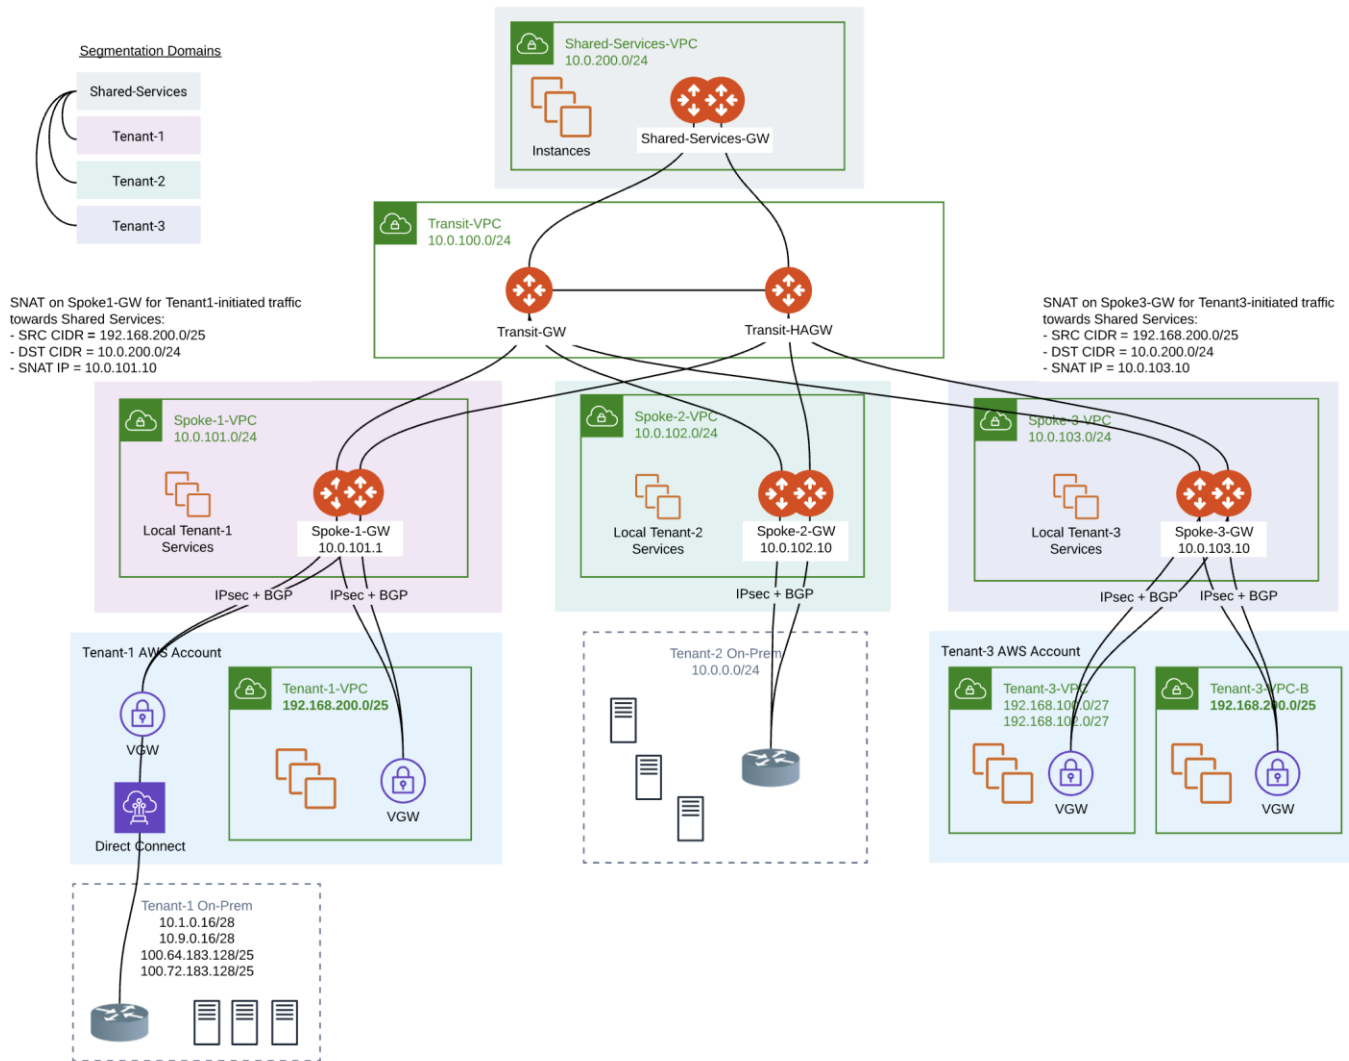 Segmentation Domains
Shared-Services
Tenant-1
Tenant-2
Tenant-3
Shared-Services-VPC
10.0.200.0/24
Instances
Shared-Services-GW
Transit-VPC
10.0.100.0/24
Transit-GW
Transit-HAGW
SNAT on Spoke1-GW for Tenant1-initiated traffic
towards Shared Services:
- SRC CIDR = 192.168.200.0/25
- DST CIDR = 10.0.200.0/24
- SNAT IP = 10.0.101.10
SNAT on Spoke3-GW for Tenant3-initiated traffic
towards Shared Services:
- SRC CIDR = 192.168.200.0/25
- DST CIDR = 10.0.200.0/24
- SNAT IP = 10.0.103.10
Spoke-1-VPC
10.0.101.0/24
Local Tenant-1
Services
Spoke-1-GW
10.0.101.1
IPsec + BGP
IPsec + BGP
Spoke-2-VPC
10.0.102.0/24
Local Tenant-2
Services
Spoke-2-GW
10.0.102.10
IPsec + BGP
Spoke-3-VPC
10.0.103.0/24
Local Tenant-3
Services
Spoke-3-GW
10.0.103.10
IPsec + BGP
IPsec + BGP
Tenant-1 AWS Account
VGW
Direct Connect
Tenant-1-VPC
192.168.200.0/25
VGW
Tenant-2 On-Prem
10.0.0.0/24
Tenant-3 AWS Account
Tenant-3-VPC
192.168.100.0/27
192.168.102.0/27
VGW
Tenant-3-VPC-B
192.168.200.0/25
VGW
Tenant-1 On-Prem
10.1.0.16/28
10.9.0.16/28
100.64.183.128/25
100.72.183.128/25